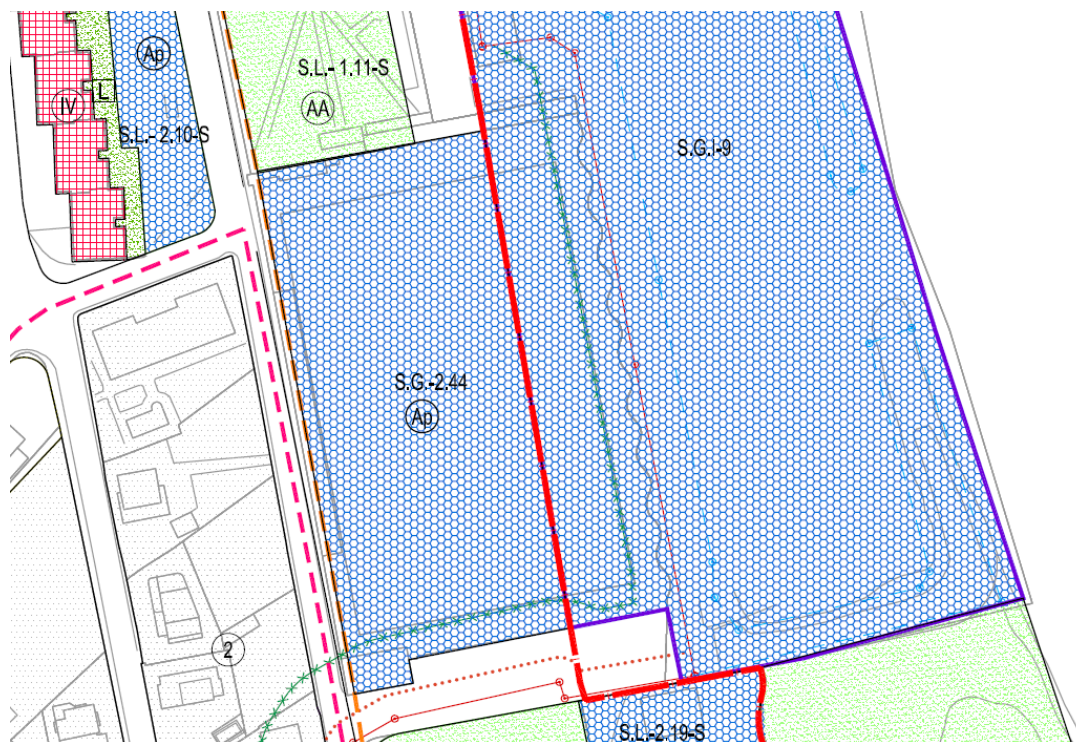 Ap
S.L.- 1.11-S
L
IV
AA
S.L.- 2.10-S
S.G.I-9
S.G.-2.44
Ap
2
S.L.-2.19-S